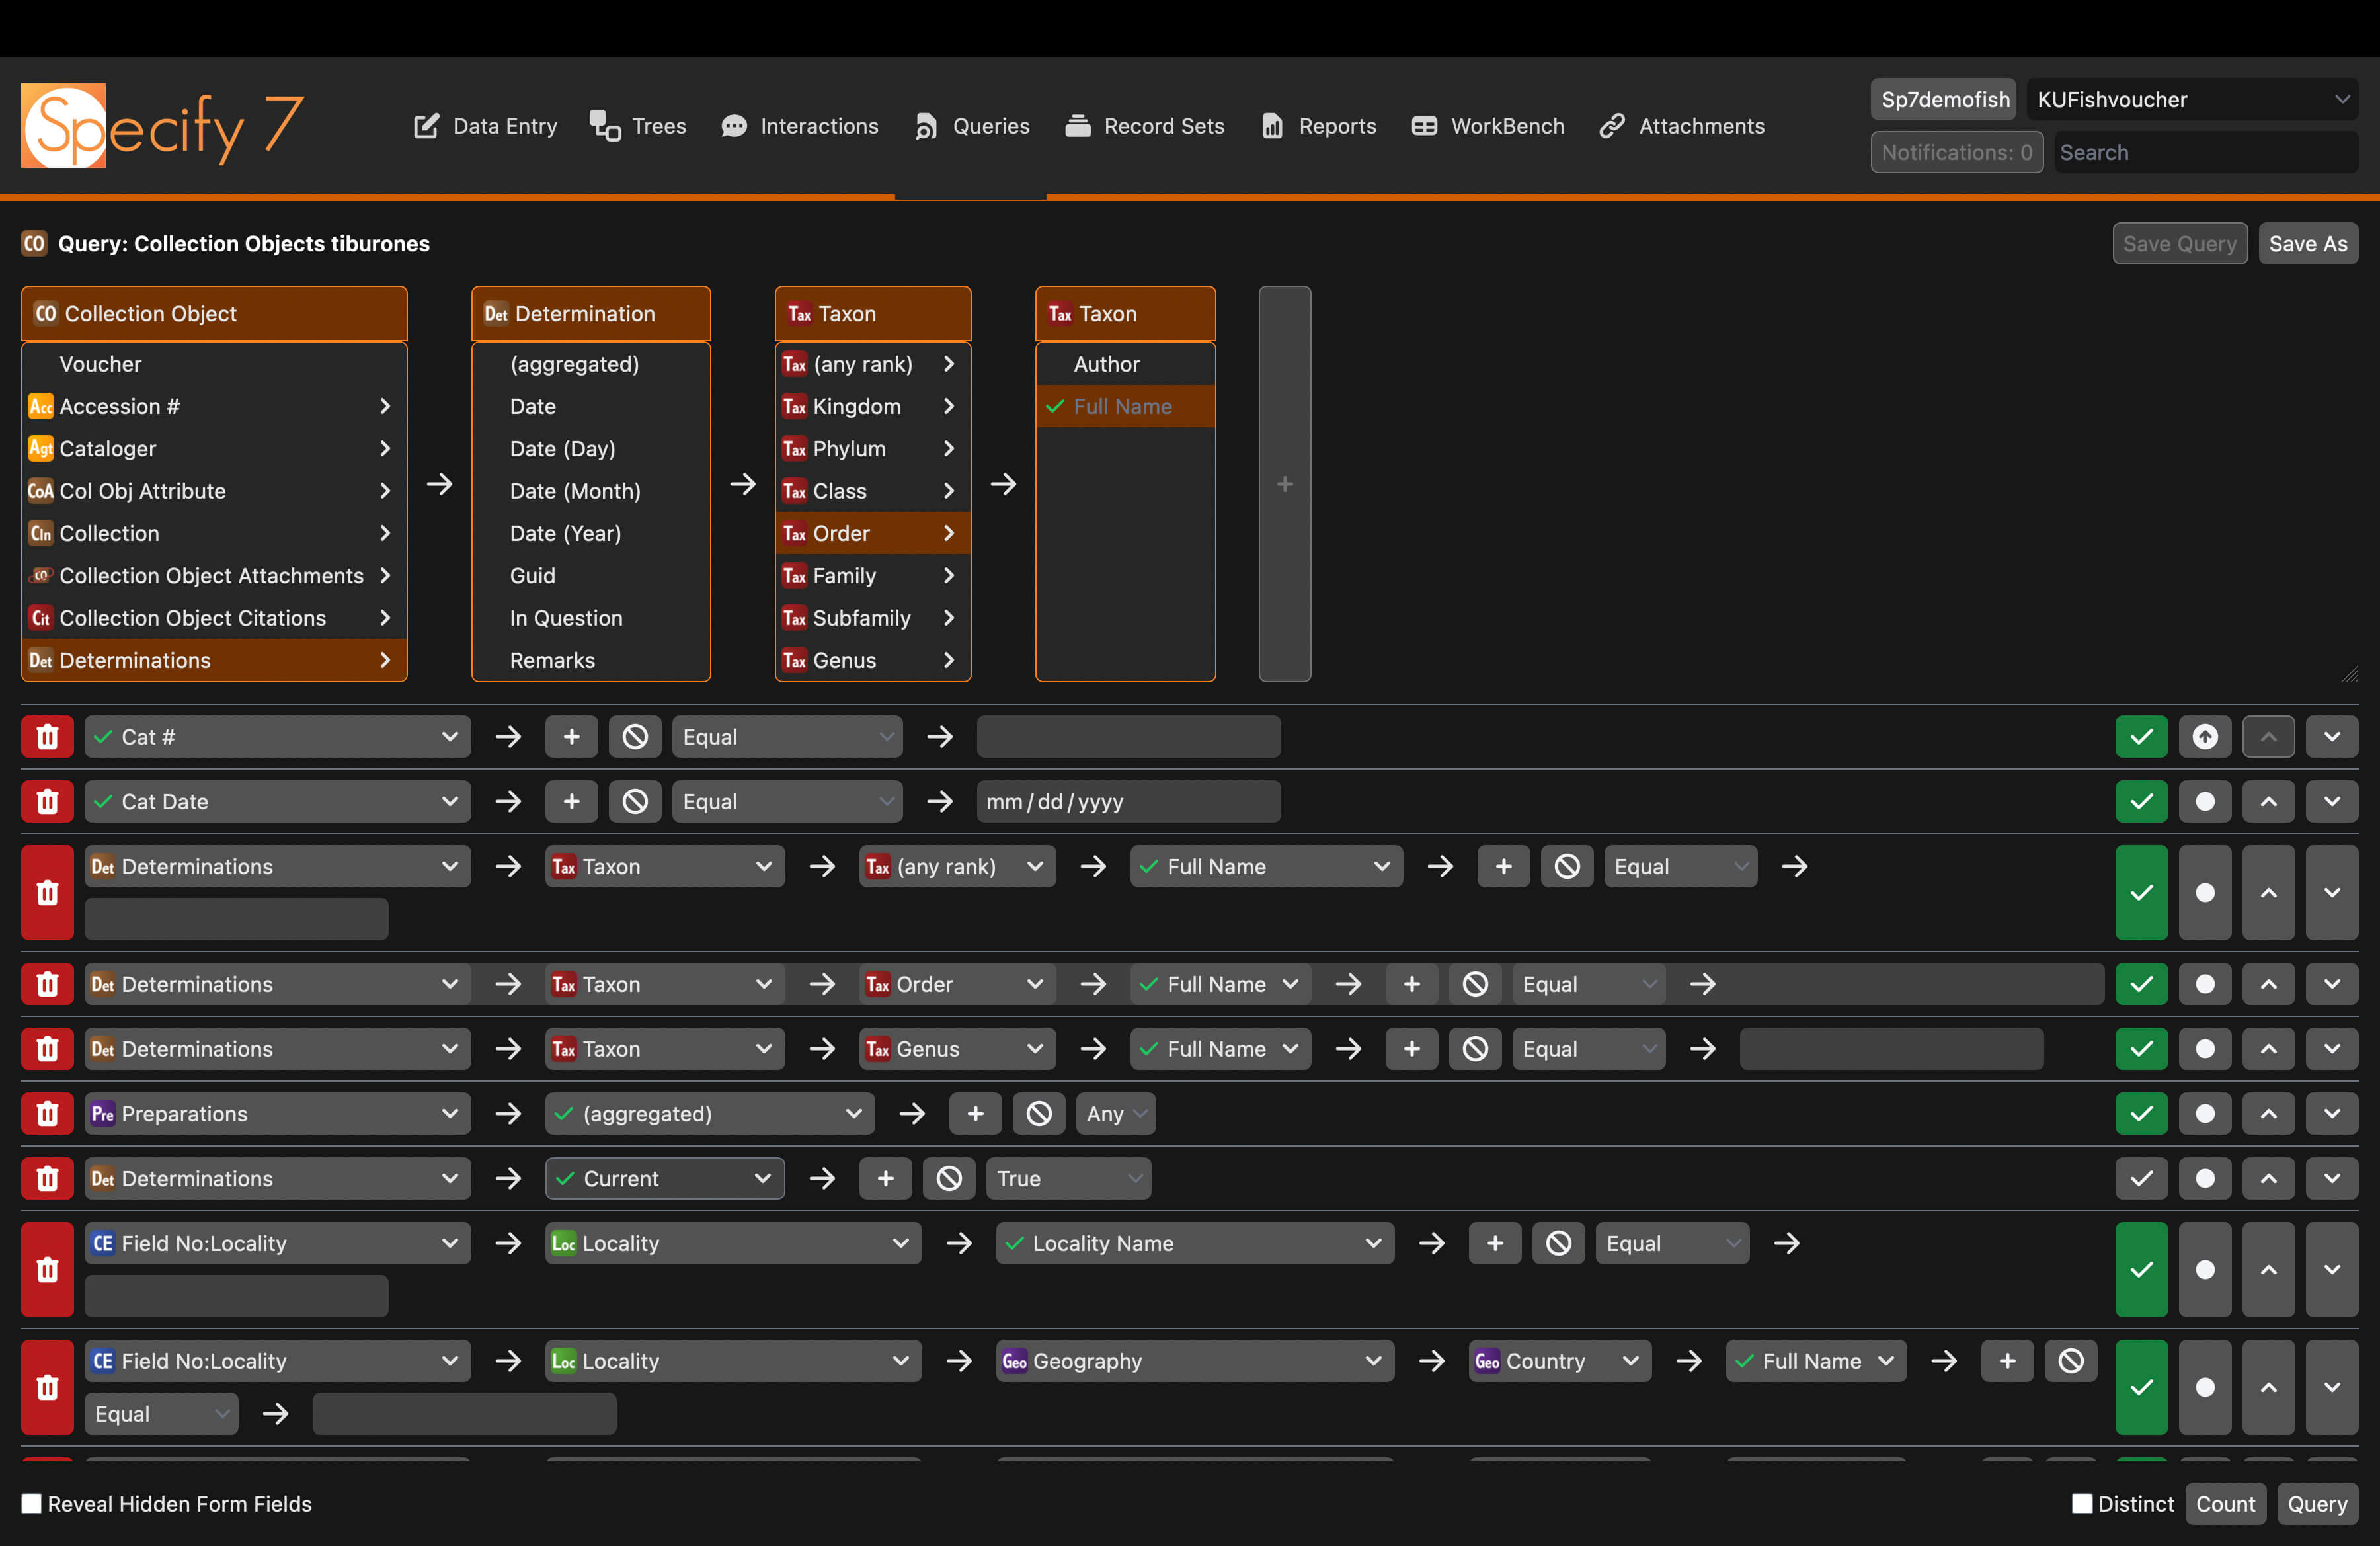 Specify 7
Data Entry
Trees
Interactions
Queries
Record Sets
Reports
WorkBench
Attachments
Sp7demofish
KUFishvoucher
Notifications: 0
Search
CO Query: Collection Objects tiburones
Save Query
Save As
CO Collection Object
Voucher
Acc Accession #
Agt Cataloger
CoA Col Obj Attribute
Cln Collection
CO Collection Object Attachments
Cit Collection Object Citations
Det Determinations
Det Determination
(aggregated)
Date
Date (Day)
Date (Month)
Date (Year)
Guid
In Question
Remarks
Tax Taxon
Tax (any rank)
Tax Kingdom
Tax Phylum
Tax Class
Tax Order
Tax Family
Tax Subfamily
Tax Genus
Tax Taxon
Author
Full Name
Cat # Equal
Cat Date Equal mm/dd/yyyy
Det Determinations Tax Taxon Tax (any rank) Full Name Equal
Det Determinations Tax Taxon Tax Order Full Name Equal
Det Determinations Tax Taxon Tax Genus Full Name Equal
Pre Preparations (aggregated) Any
Det Determinations Current True
CE Field No:Locality Loc Locality Locality Name Equal
CE Field No:Locality Loc Locality Geo Geography Geo Country Full Name
Equal
Reveal Hidden Form Fields
Distinct
Count
Query